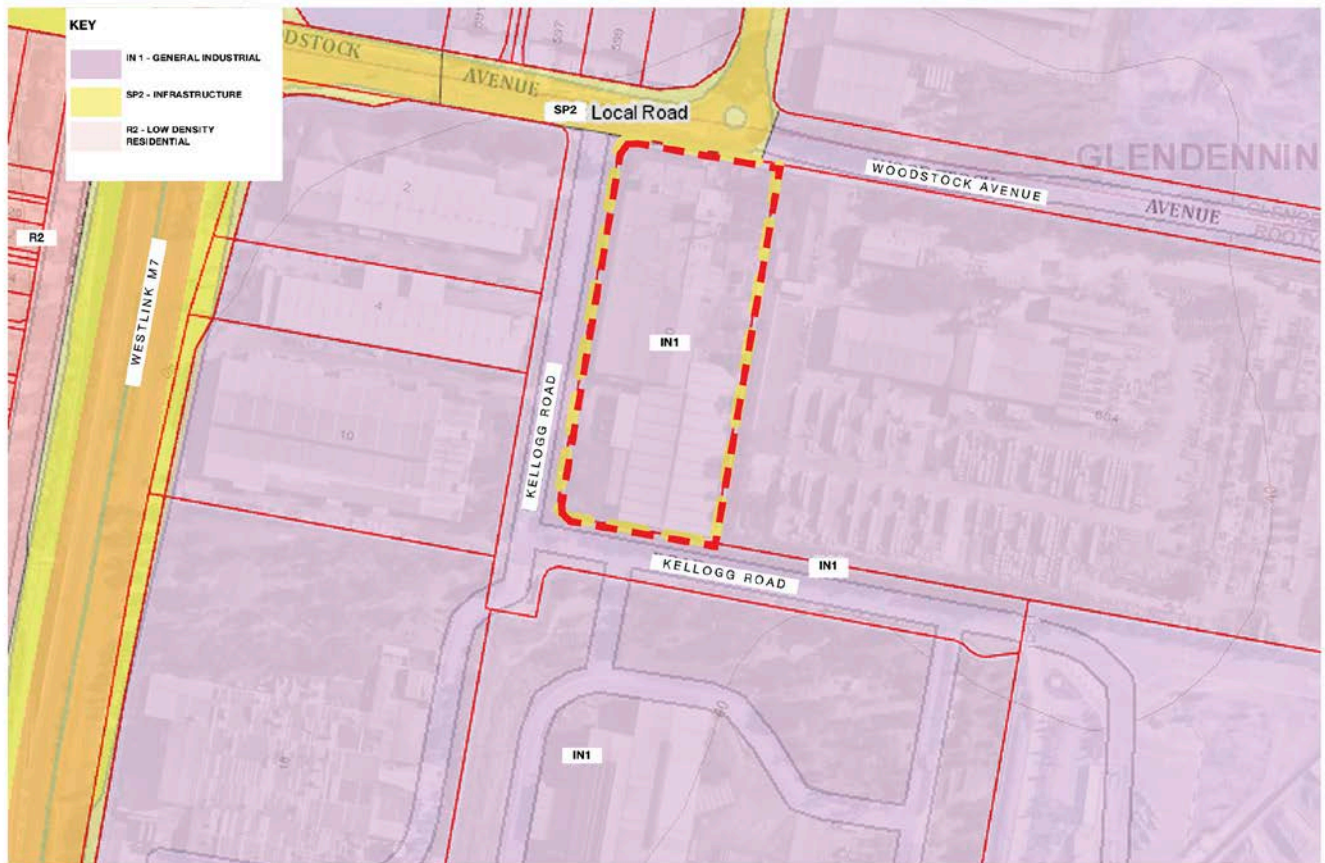 KEY
IN 1 - GENERAL INDUSTRIAL
SP2 - INFRASTRUCTURE
R2 - LOW DENSITY
RESIDENTIAL
AVENUE
SP2
Local Road
GLENDENNIN
WOODSTOCK AVENUE
AVENUE
R2
WESTLINK M7
2
4
10
KELLOGG ROAD
IN1
KELLOGG ROAD
IN1
IN1